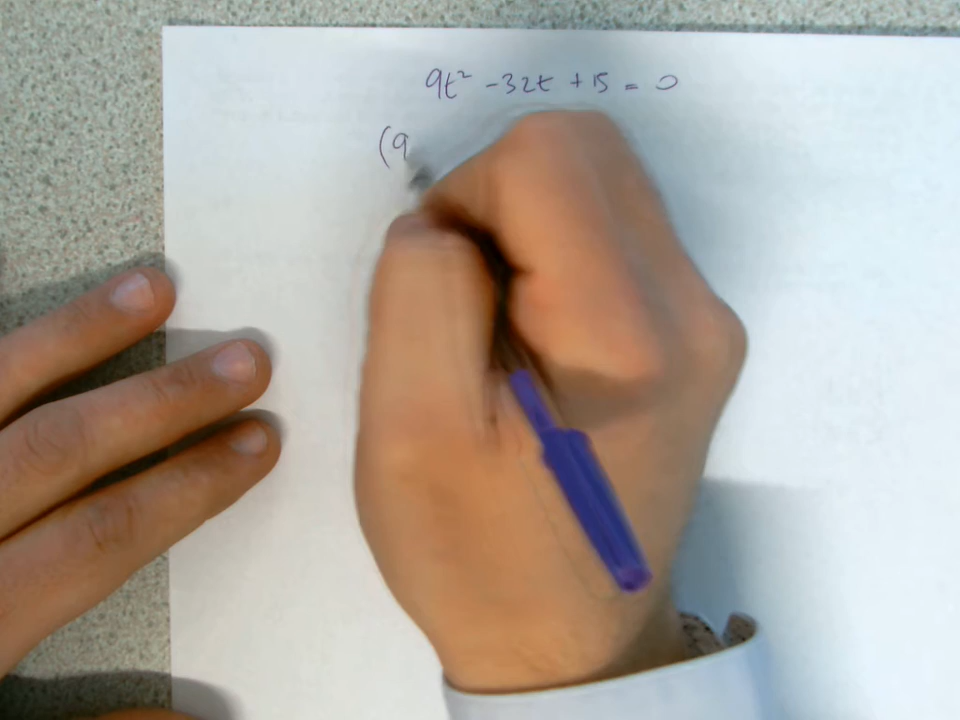 9t² - 32t + 15 = 0
(9